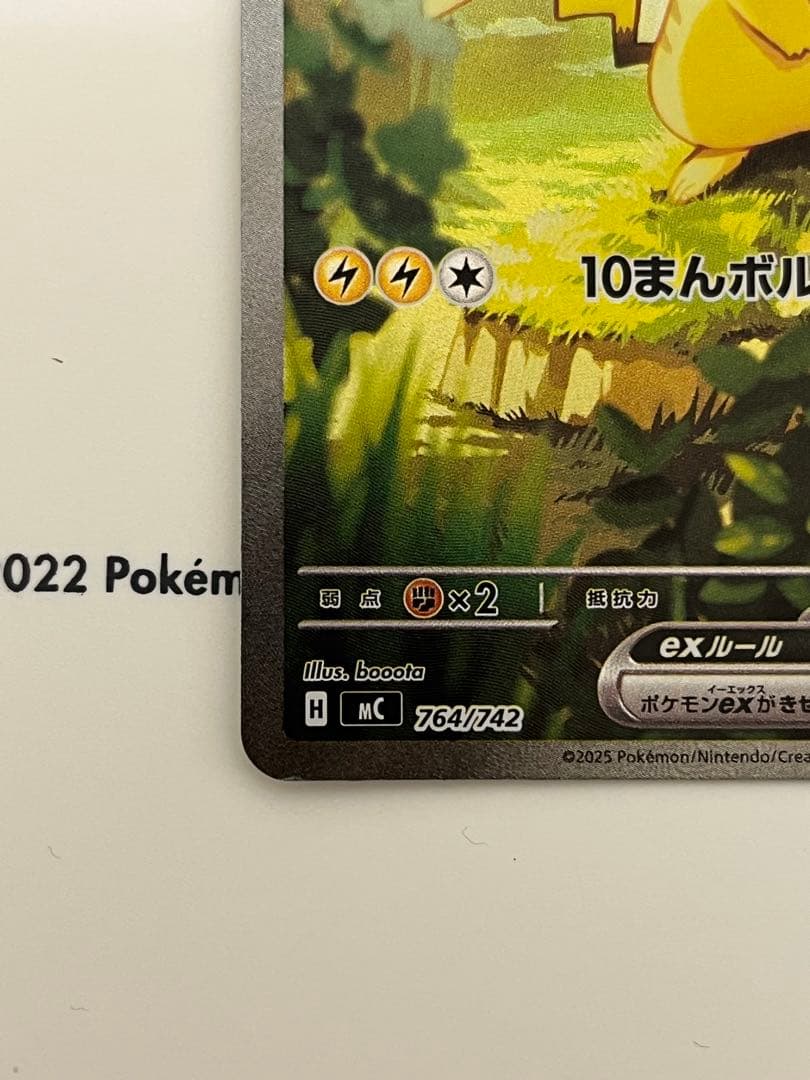 10まんボル
022 Pokém
弱点 ×2 抵抗力
exルール
イーエックス
ポケモンexがきせ
Illus. booota
H MC 764/742
©2025 Pokémon/Nintendo/Crea